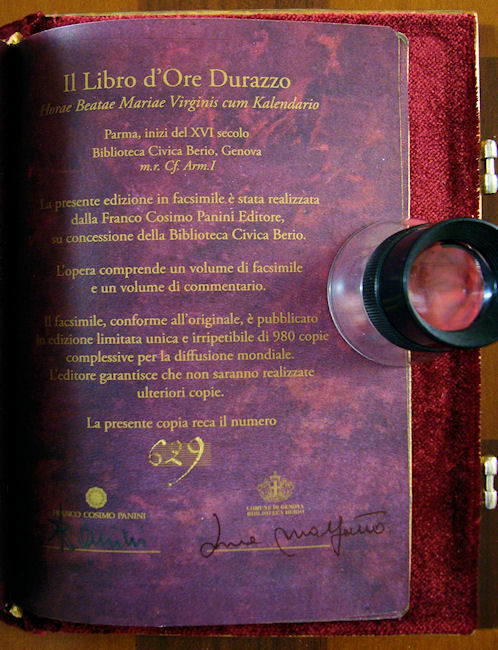 Il Libro d'Ore Durazzo
Horae Beatae Mariae Virginis cum Kalendario
Parma, inizi del XVI secolo
Biblioteca Civica Berio, Genova
m.r. Cf. Arm.I
La presente edizione in facsimile è stata realizzata
dalla Franco Cosimo Panini Editore,
su concessione della Biblioteca Civica Berio.
L'opera comprende un volume di facsimile
e un volume di commentario.
Il facsimile, conforme all'originale, è pubblicato
in edizione limitata unica e irripetibile di 980 copie
complessive per la diffusione mondiale.
L'editore garantisce che non saranno realizzate
ulteriori copie.
La presente copia reca il numero
629
FRANCO COSIMO PANINI
COMUNE DI GENOVA
BIBLIOTECA BERIO